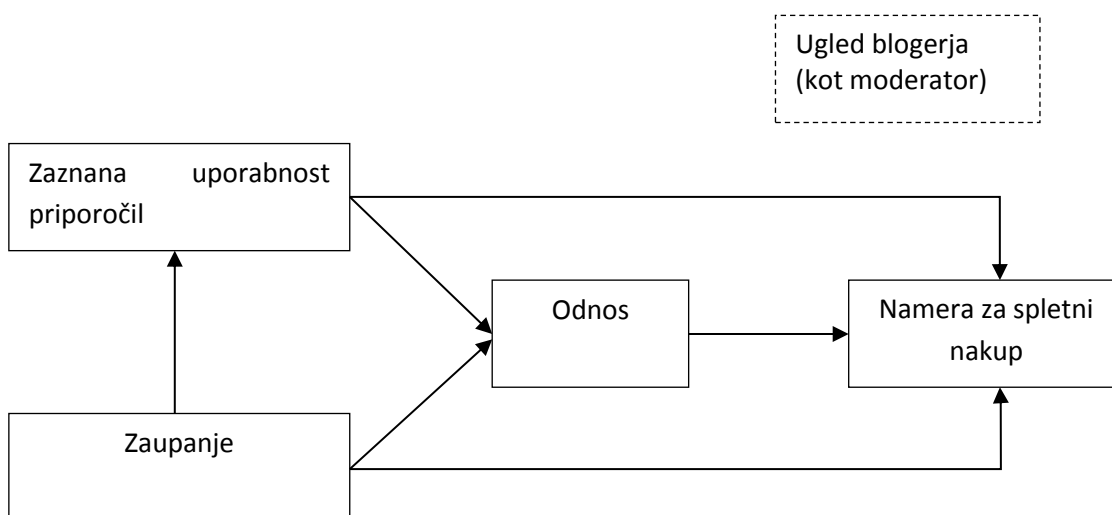 Ugled blogerja
(kot moderator)
Zaznana uporabnost
priporočil
Odnos
Namera za spletni
nakup
Zaupanje